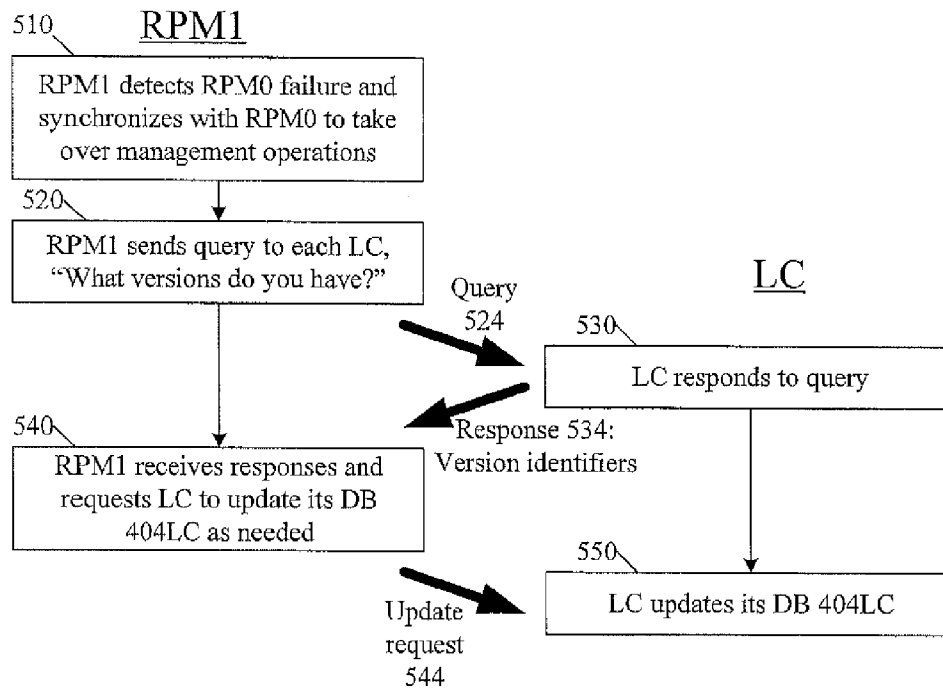 RPM1
510
RPM1 detects RPM0 failure and
synchronizes with RPM0 to take
over management operations
520
RPM1 sends query to each LC,
“What versions do you have?”
LC
Query
524
530
LC responds to query
Response 534:
Version identifiers
540
RPM1 receives responses and
requests LC to update its DB
404LC as needed
550
LC updates its DB 404LC
Update
request
544